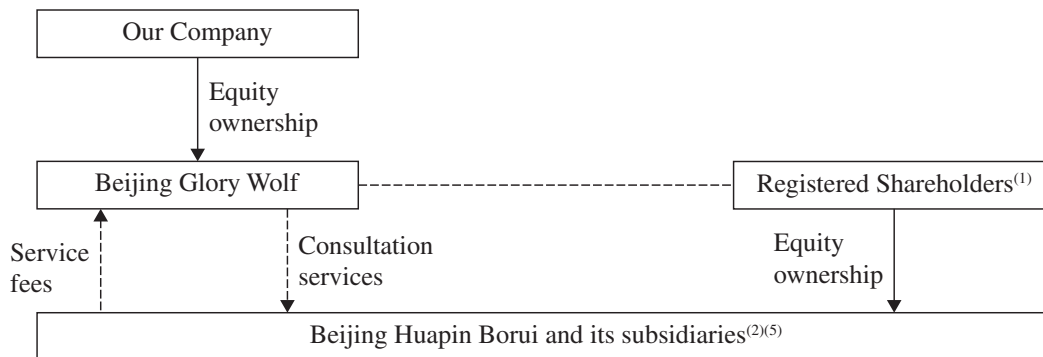 Our Company
Equity
ownership
Beijing Glory Wolf
Registered Shareholders(1)
Service
fees
Consultation
services
Equity
ownership
Beijing Huapin Borui and its subsidiaries(2)(5)